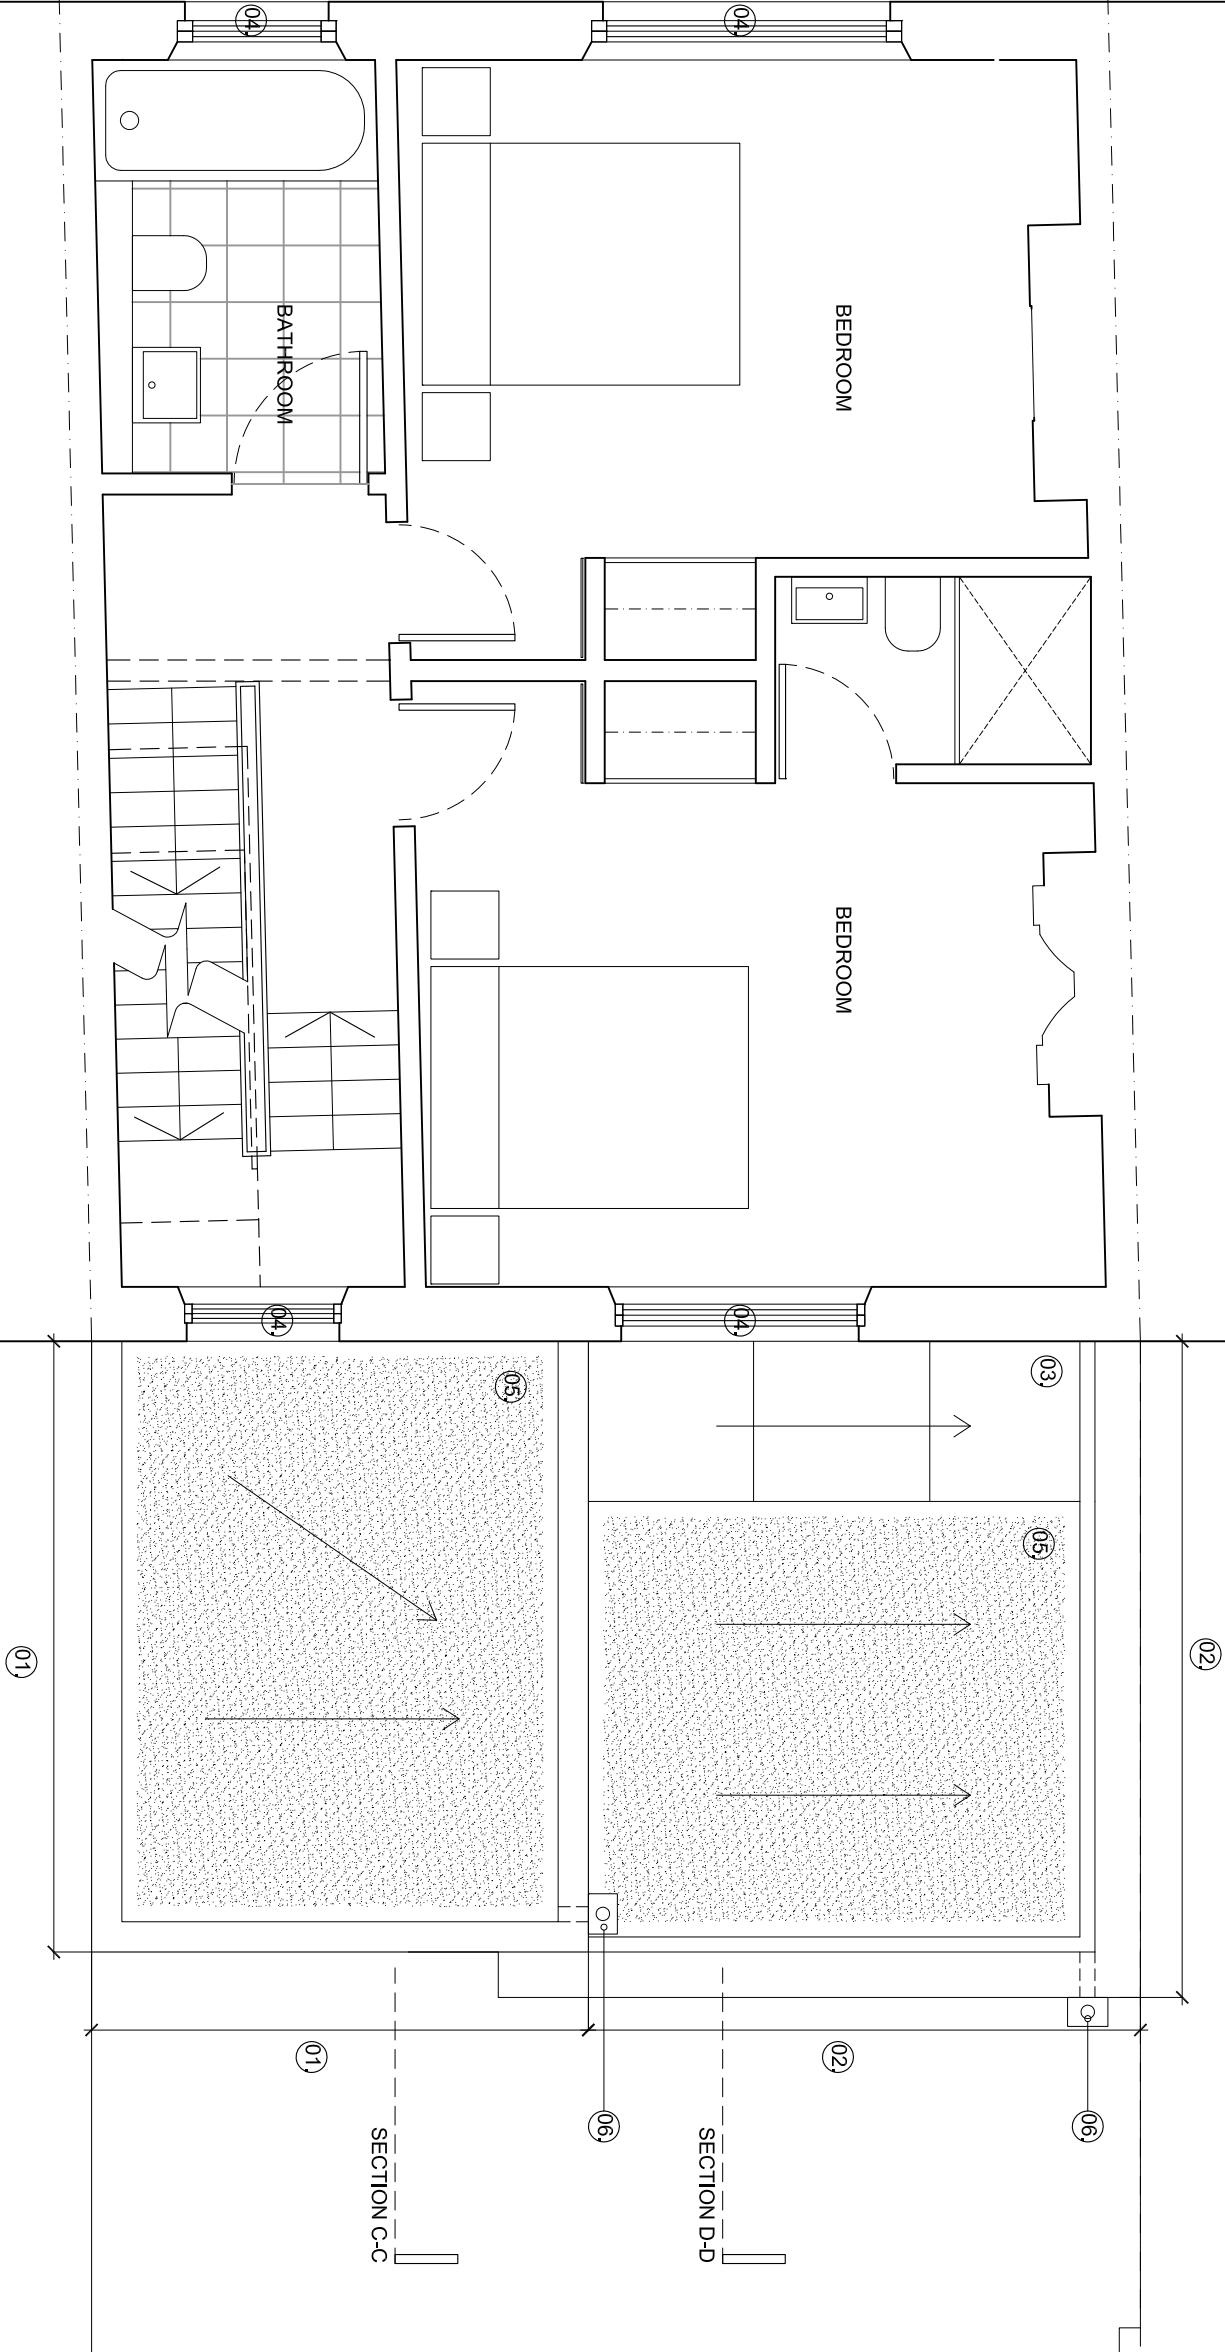 04.
04.
BEDROOM
BATHROOM
BEDROOM
04.
04.
03.
05.
05.
02.
01.
02.
01.
06.
06.
SECTION D-D
SECTION C-C